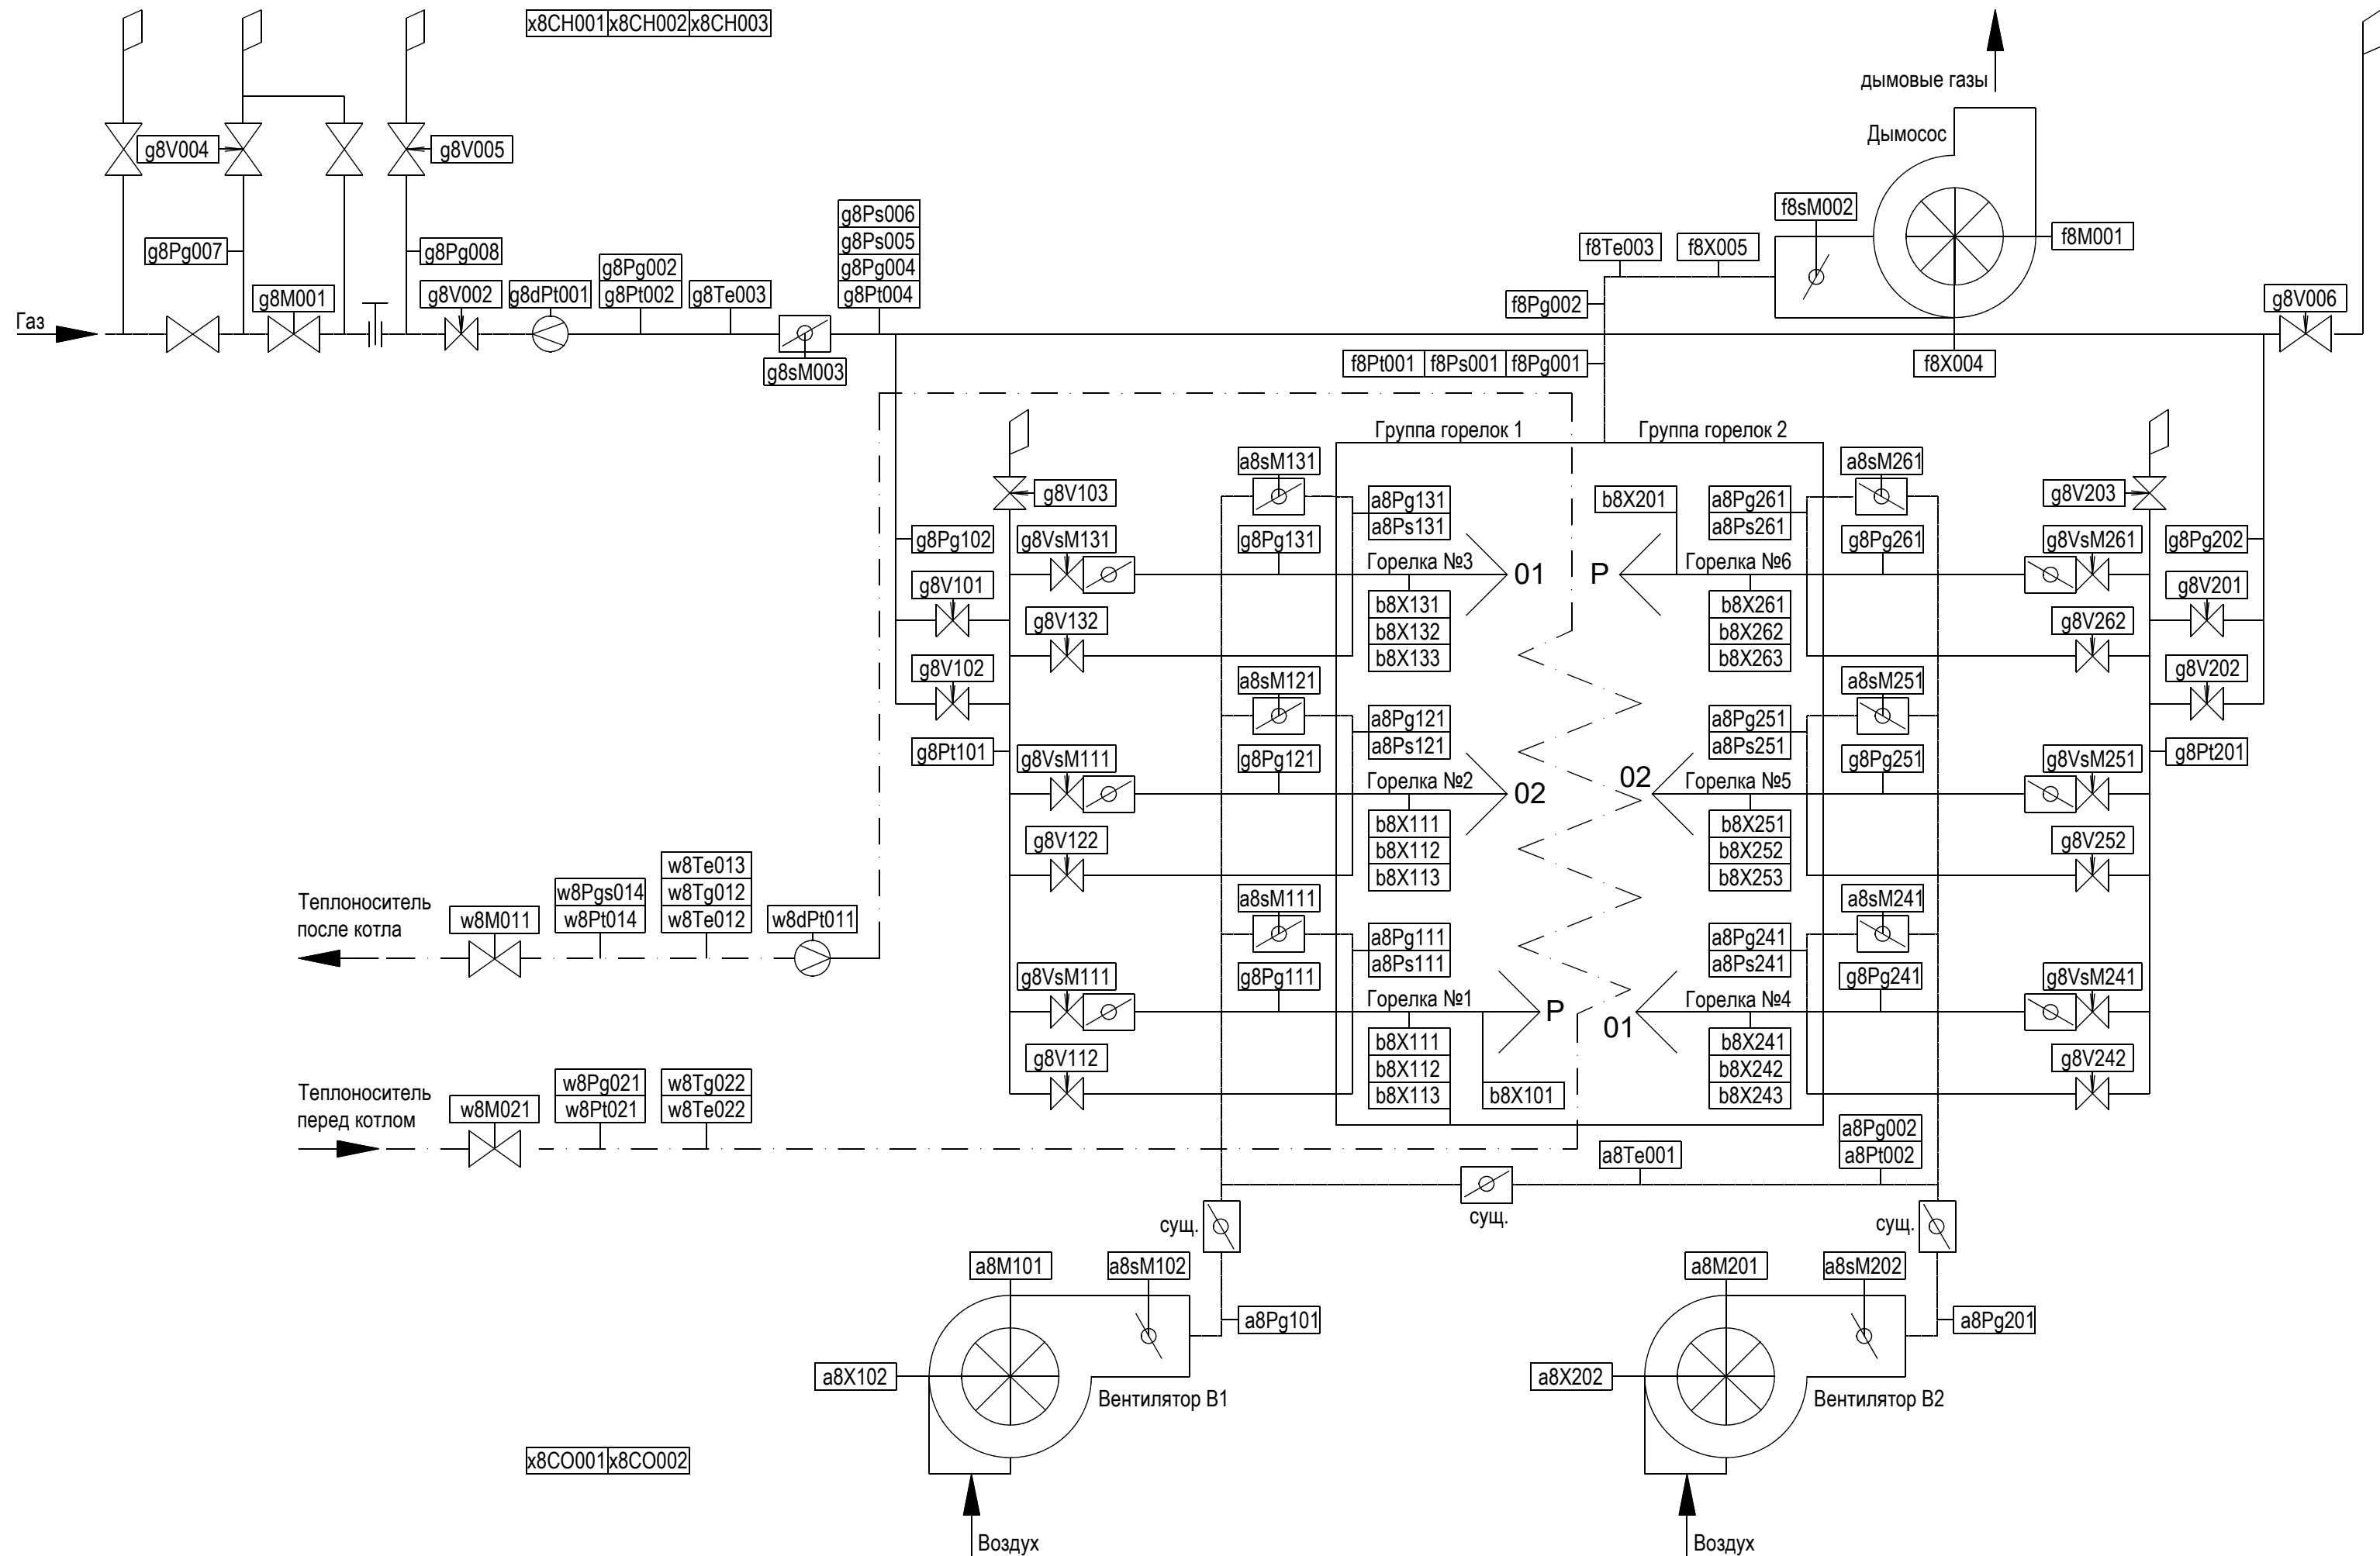 x8CH001 x8CH002 x8CH003
дымовые газы
Дымосос
g8V004
g8V005
g8Ps006
g8Ps005
g8Pg004
g8Pt004
f8sM002
f8M001
f8Te003
f8X005
g8Pg007
g8Pg008
g8Pg002
g8Pt002
g8M001
g8V002
g8dPt001
g8Te003
f8Pg002
g8V006
Газ
g8sM003
f8Pt001 f8Ps001 f8Pg001
f8X004
Группа горелок 1
Группа горелок 2
a8sM131
a8sM261
g8V103
a8Pg131
a8Ps131
b8X201
a8Pg261
a8Ps261
g8V203
g8Pg102
g8VsM131
g8Pg131
g8Pg261
g8VsM261
g8Pg202
Горелка №3
01
P
Горелка №6
g8V101
g8V132
b8X131
b8X132
b8X133
b8X261
b8X262
b8X263
g8V262
g8V201
g8V102
a8sM121
a8sM251
g8V202
a8Pg121
a8Ps121
a8Pg251
a8Ps251
g8Pt101
g8VsM111
g8Pg121
g8Pg251
g8VsM251
g8Pt201
Горелка №2
02
02
Горелка №5
g8V122
b8X111
b8X112
b8X113
b8X251
b8X252
b8X253
g8V252
Теплоноситель
после котла
w8M011
w8Pgs014
w8Pt014
w8Te013
w8Tg012
w8Te012
w8dPt011
a8sM111
a8sM241
a8Pg111
a8Ps111
a8Pg241
a8Ps241
g8VsM111
g8Pg111
g8Pg241
g8VsM241
Горелка №1
P
01
Горелка №4
g8V112
b8X111
b8X112
b8X113
b8X101
b8X241
b8X242
b8X243
g8V242
Теплоноситель
перед котлом
w8M021
w8Pg021
w8Pt021
w8Tg022
w8Te022
a8Te001
a8Pg002
a8Pt002
сущ.
сущ.
сущ.
a8M101
a8sM102
a8Pg101
a8M201
a8sM202
a8Pg201
a8X102
Вентилятор В1
a8X202
Вентилятор В2
x8CO001 x8CO002
Воздух
Воздух